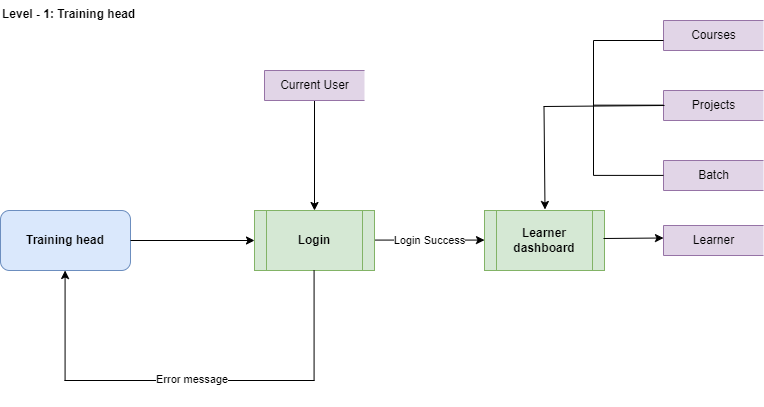 Level - 1: Training head
Courses
Current User
Projects
Batch
Training head
Login
Login Success
Learner
dashboard
Learner
Error message